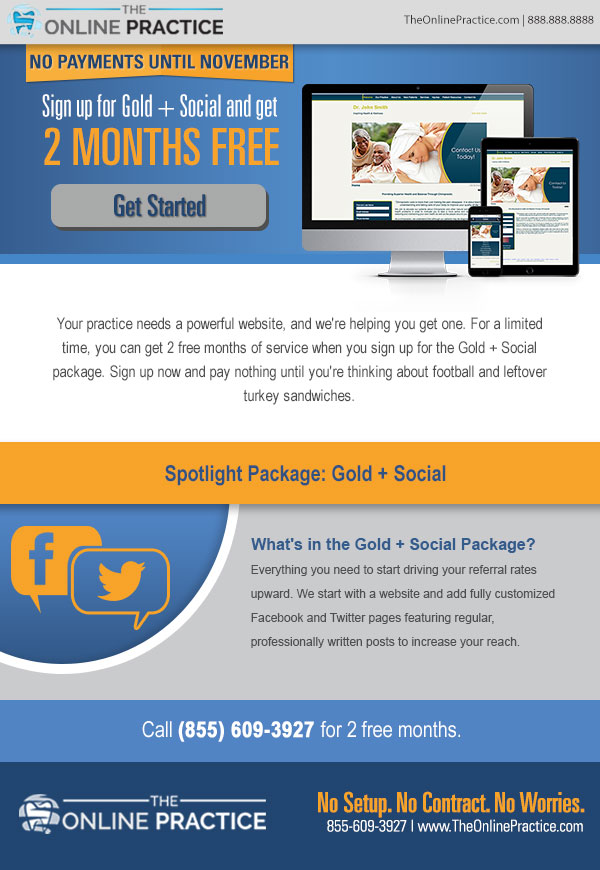 THE
ONLINE PRACTICE
TheOnlinePractice.com | 888.888.8888
NO PAYMENTS UNTIL NOVEMBER
Sign up for Gold + Social and get
2 MONTHS FREE
Get Started
Dr. John Smith
Contact Us
Today!
Your practice needs a powerful website, and we're helping you get one. For a limited
time, you can get 2 free months of service when you sign up for the Gold + Social
package. Sign up now and pay nothing until you're thinking about football and leftover
turkey sandwiches.
Spotlight Package: Gold + Social
What's in the Gold + Social Package?
Everything you need to start driving your referral rates
upward. We start with a website and add fully customized
Facebook and Twitter pages featuring regular,
professionally written posts to increase your reach.
Call (855) 609-3927 for 2 free months.
THE
ONLINE PRACTICE
No Setup. No Contract. No Worries.
855-609-3927 | www.TheOnlinePractice.com